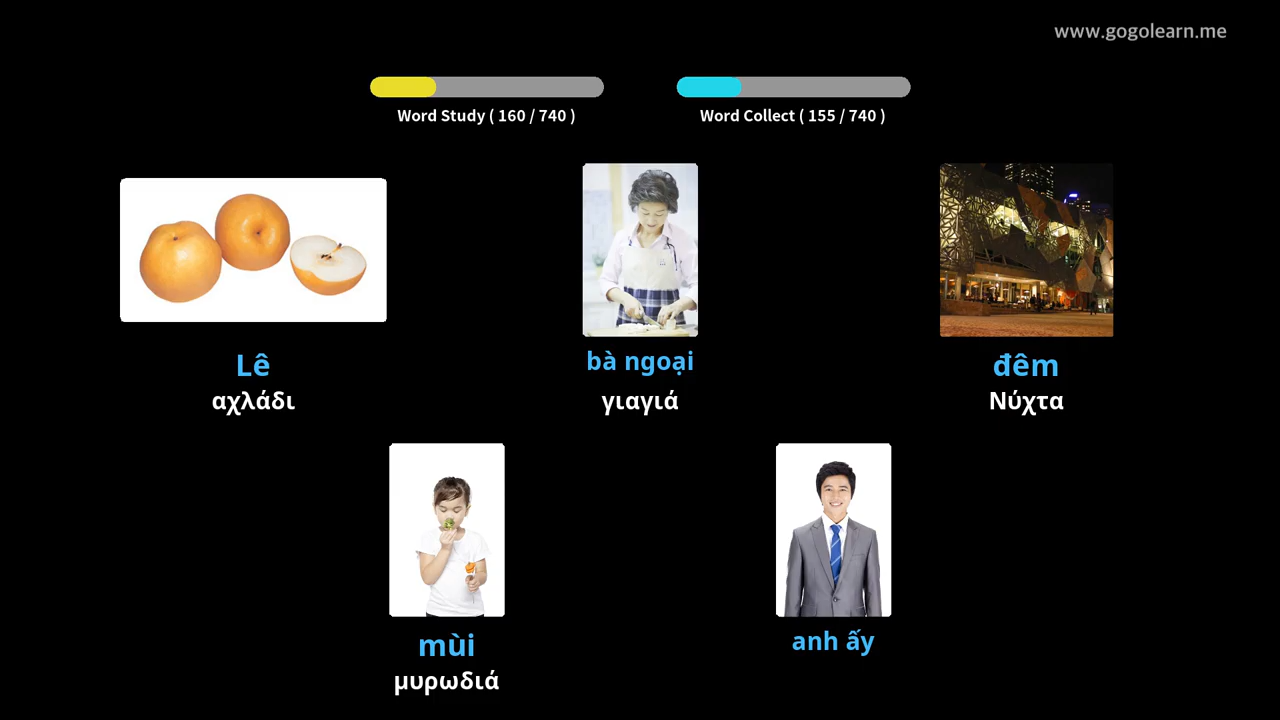 www.gogolearn.me
Word Study ( 160 / 740 )
Word Collect ( 155 / 740 )
Lê
αχλάδι
bà ngoại
γιαγιά
đêm
Νύχτα
mùi
μυρωδιά
anh ấy